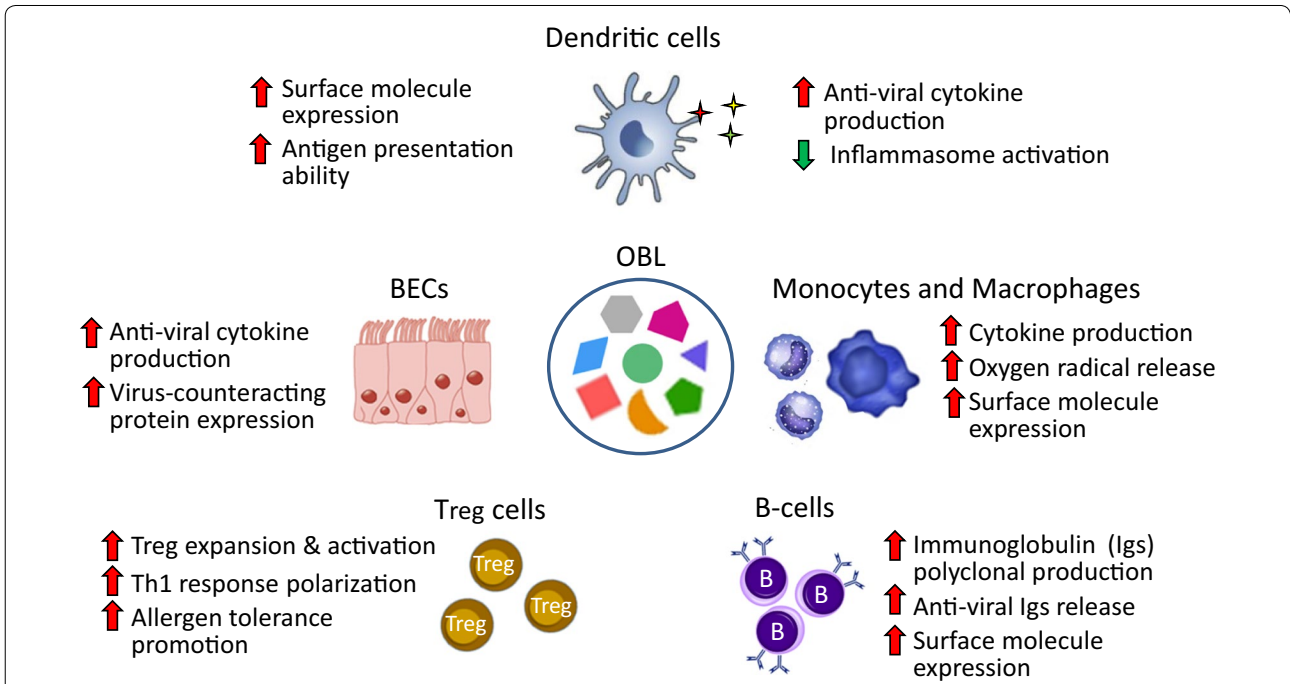 Dendritic cells
Surface molecule
expression
Antigen presentation
ability
Anti-viral cytokine
production
Inflammasome activation
OBL
BECs
Anti-viral cytokine
production
Virus-counteracting
protein expression
Monocytes and Macrophages
Cytokine production
Oxygen radical release
Surface molecule
expression
Treg cells
Treg expansion & activation
Th1 response polarization
Allergen tolerance
promotion
Treg
Treg
Treg
B-cells
B
B
B
Immunoglobulin (Igs)
polyclonal production
Anti-viral Igs release
Surface molecule
expression